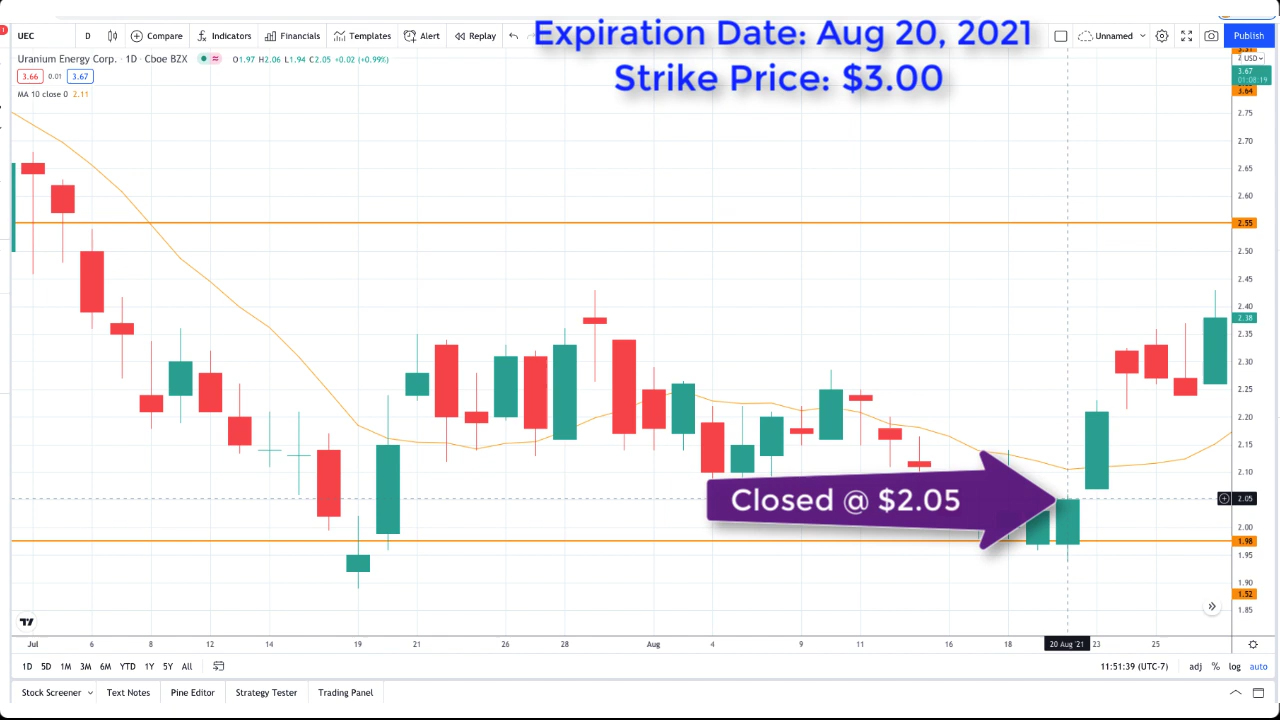 Expiration Date: Aug 20, 2021
Strike Price: $3.00
UEC D Compare Indicators Financials Templates Alert Replay Unnamed Publish
Uranium Energy Corp. · 1D · Cboe BZX O1.97 H2.06 L1.94 C2.05 +0.02 (+0.99%)
3.66 0.01 3.67
MA 10 close 0 2.11
USD
3.67
01:08:19
3.64
2.75
2.70
2.65
2.60
2.55
2.50
2.45
2.40
2.38
2.35
2.30
2.25
2.20
2.15
2.10
Closed @ $2.05
2.05
2.00
1.98
1.95
1.90
1.52
1.85
Jul 6 8 12 14 19 21 26 28 Aug 4 9 11 16 18 20 Aug '21 23 25
1D 5D 1M 3M 6M YTD 1Y 5Y All 11:51:39 (UTC-7) adj % log auto
Stock Screener Text Notes Pine Editor Strategy Tester Trading Panel